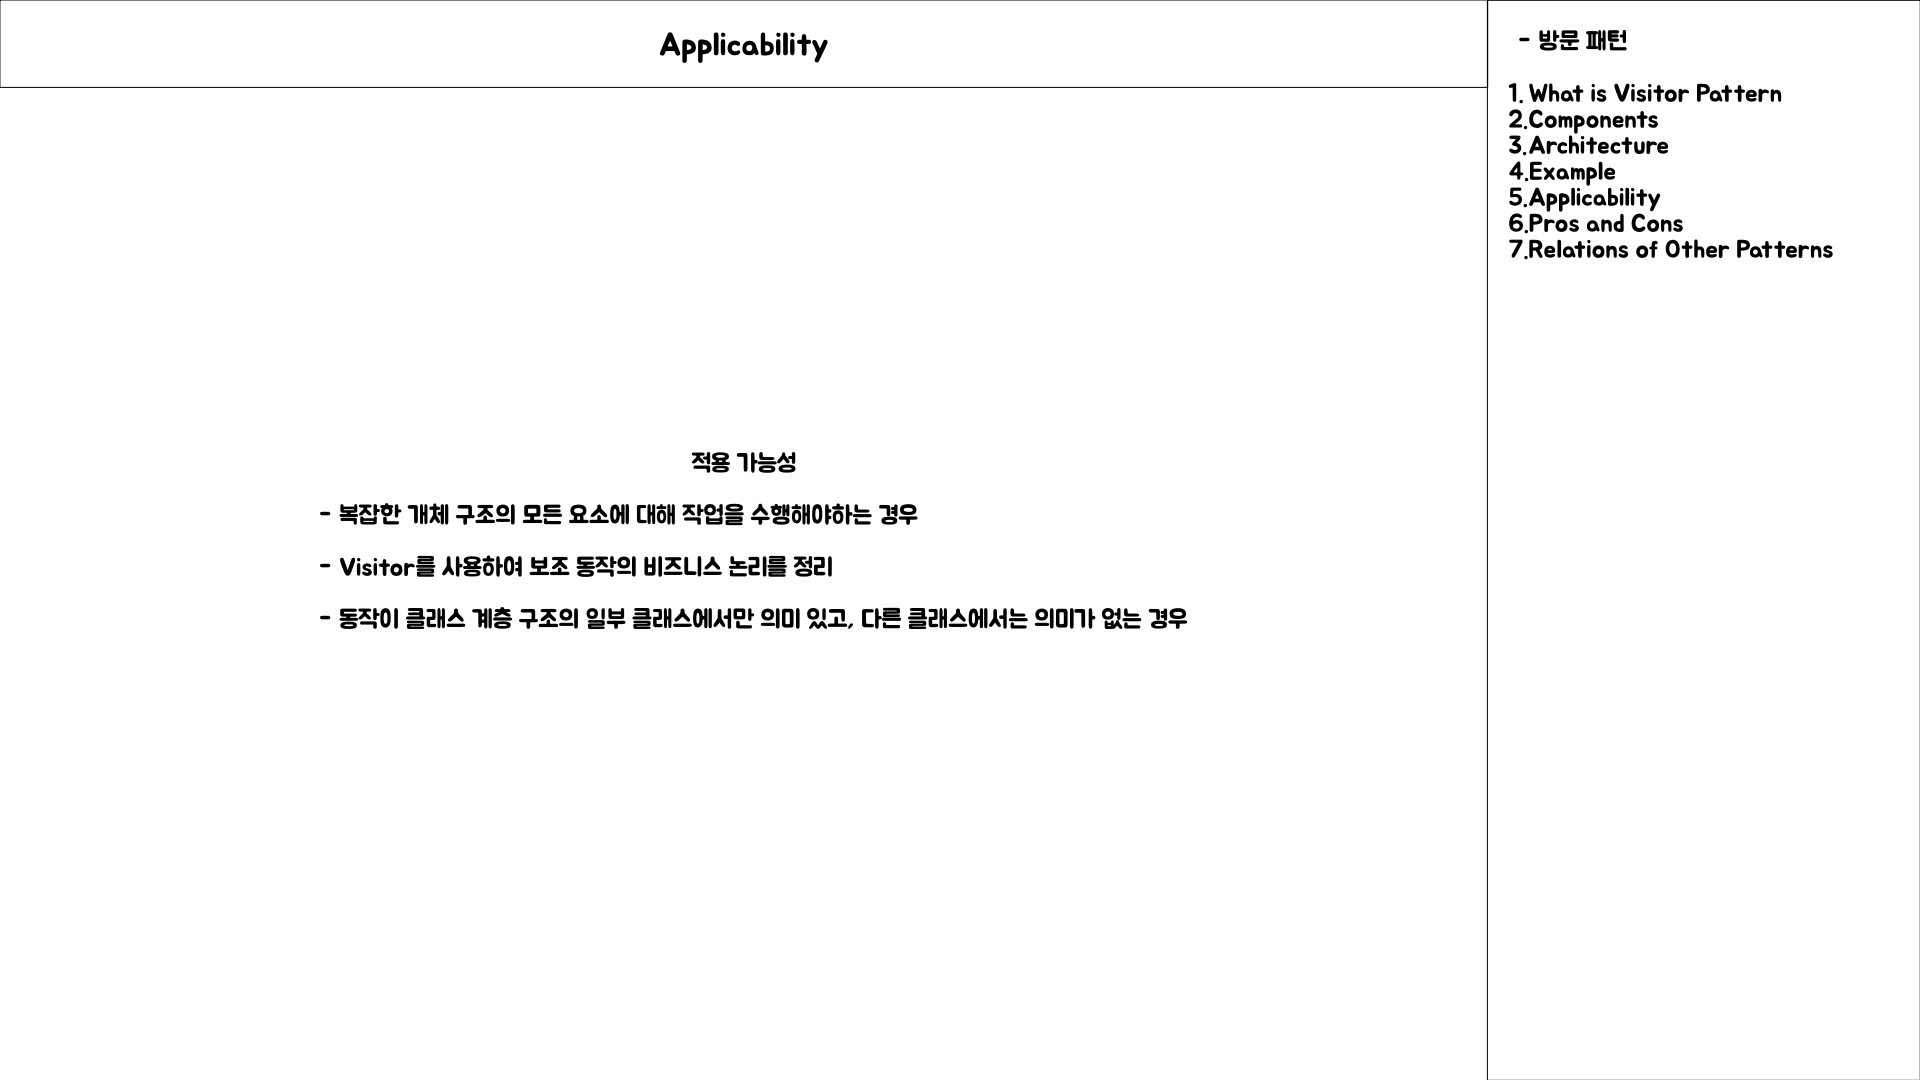 Applicability
적용 가능성
- 복잡한 개체 구조의 모든 요소에 대해 작업을 수행해야하는 경우
- Visitor를 사용하여 보조 동작의 비즈니스 논리를 정리
- 동작이 클래스 계층 구조의 일부 클래스에서만 의미 있고, 다른 클래스에서는 의미가 없는 경우
- 방문 패턴
1. What is Visitor Pattern
2.Components
3.Architecture
4.Example
5.Applicability
6.Pros and Cons
7.Relations of Other Patterns